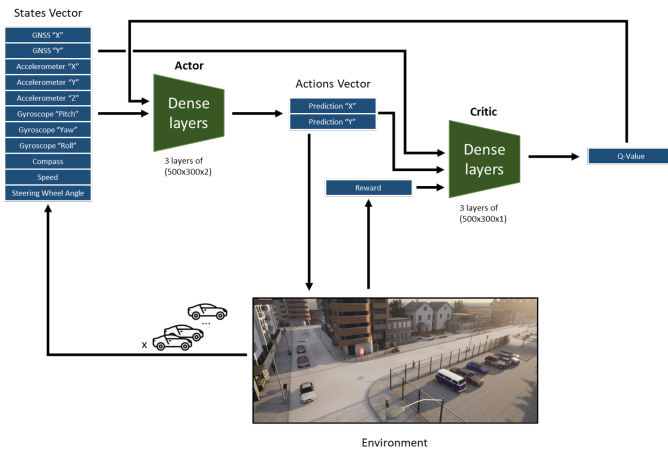 States Vector
GNSS "X"
GNSS "Y"
Accelerometer "X"
Accelerometer "Y"
Accelerometer "Z"
Gyroscope "Pitch"
Gyroscope "Yaw"
Gyroscope "Roll"
Compass
Speed
Steering Wheel Angle
Actor
Dense
layers
3 layers of
(500x300x2)
Actions Vector
Prediction "X"
Prediction "Y"
Reward
Critic
Dense
layers
3 layers of
(500x300x1)
Q-Value
x
...
Environment